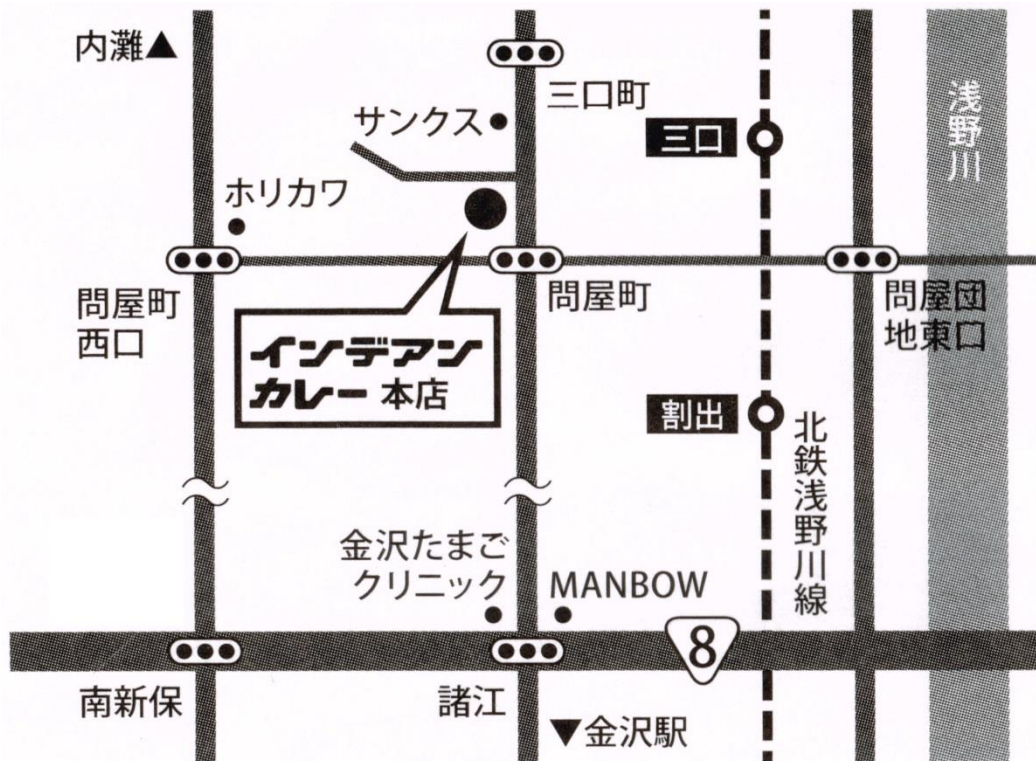 内灘▲
三口町
サンクス
三口
浅野川
ホリカワ
問屋町
西口
問屋町
問屋団
地東口
インデアン
カレー 本店
割出
北鉄浅野川線
金沢たまご
クリニック
MANBOW
8
南新保
諸江
▼金沢駅